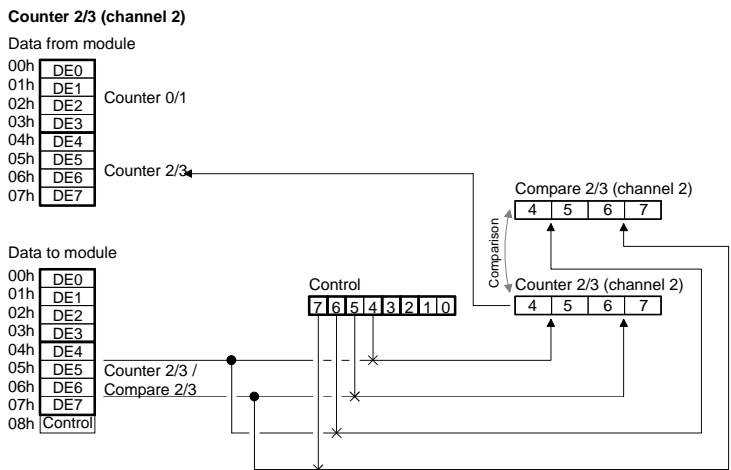 Counter 2/3 (channel 2)
Data from module
00h DE0
01h DE1
02h DE2
03h DE3
Counter 0/1
04h DE4
05h DE5
06h DE6
07h DE7
Counter 2/3
Compare 2/3 (channel 2)
4 5 6 7
Comparison
Counter 2/3 (channel 2)
4 5 6 7
Data to module
00h DE0
01h DE1
02h DE2
03h DE3
04h DE4
05h DE5
06h DE6
07h DE7
08h Control
Counter 2/3 /
Compare 2/3
Control
7 6 5 4 3 2 1 0